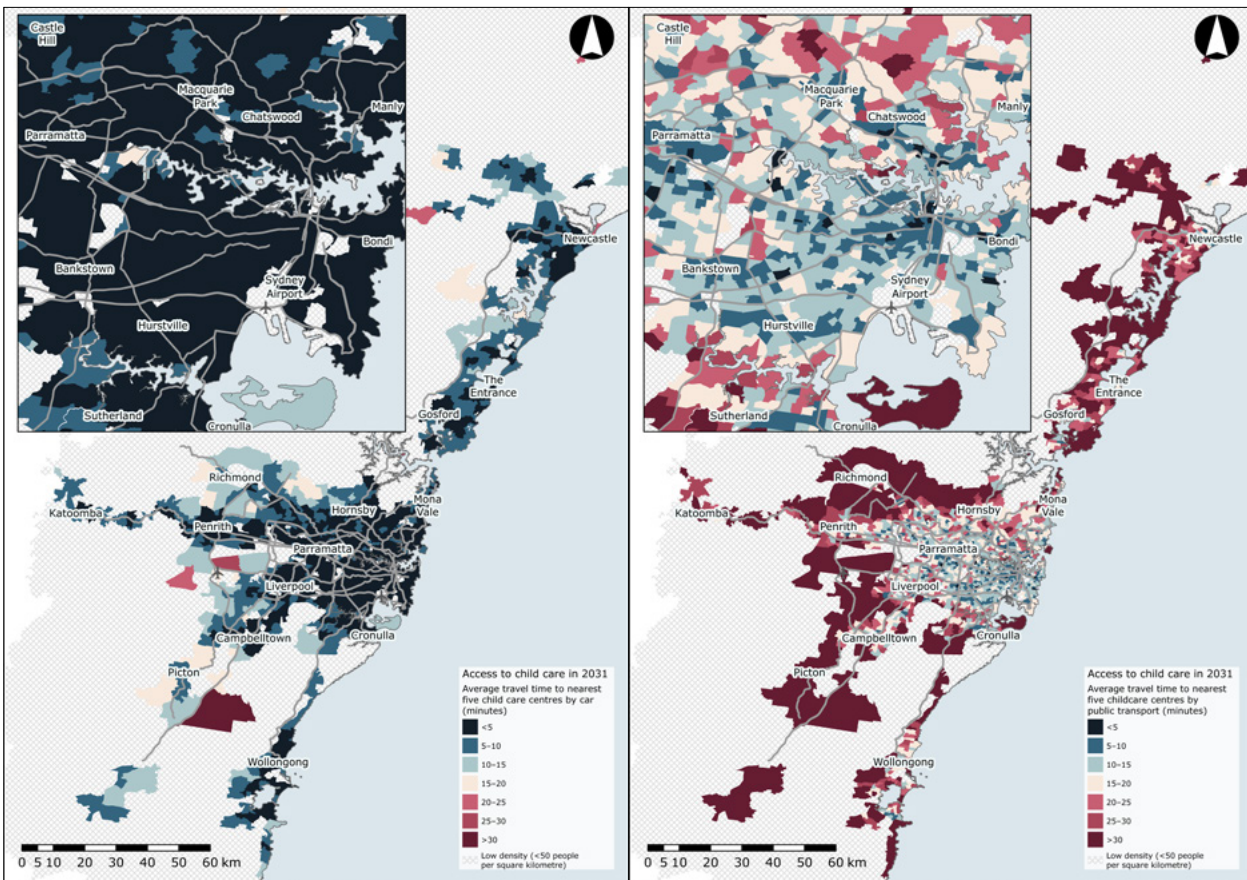 Castle
Hill
Macquarie
Park
Chatswood
Manly
Parramatta
Bondi
Bankstown
Sydney
Airport
Hurstville
Sutherland
Cronulla
Newcastle
The
Entrance
Gosford
Richmond
Katoomba
Hornsby
Mona
Vale
Penrith
Parramatta
Liverpool
Campbelltown
Cronulla
Picton
Wollongong
Access to child care in 2031
Average travel time to nearest
five child care centres by car
(minutes)
<5
5–10
10–15
15–20
20–25
25–30
>30
Low density (<50 people
per square kilometre)
0 5 10 20 30 40 50 60 km
Castle
Hill
Macquarie
Park
Chatswood
Manly
Parramatta
Bondi
Bankstown
Sydney
Airport
Hurstville
Sutherland
Cronulla
Newcastle
The
Entrance
Gosford
Richmond
Katoomba
Hornsby
Mona
Vale
Penrith
Parramatta
Liverpool
Campbelltown
Cronulla
Picton
Wollongong
Access to child care in 2031
Average travel time to nearest
five childcare centres by
public transport (minutes)
<5
5–10
10–15
15–20
20–25
25–30
>30
Low density (<50 people
per square kilometre)
0 5 10 20 30 40 50 60 km